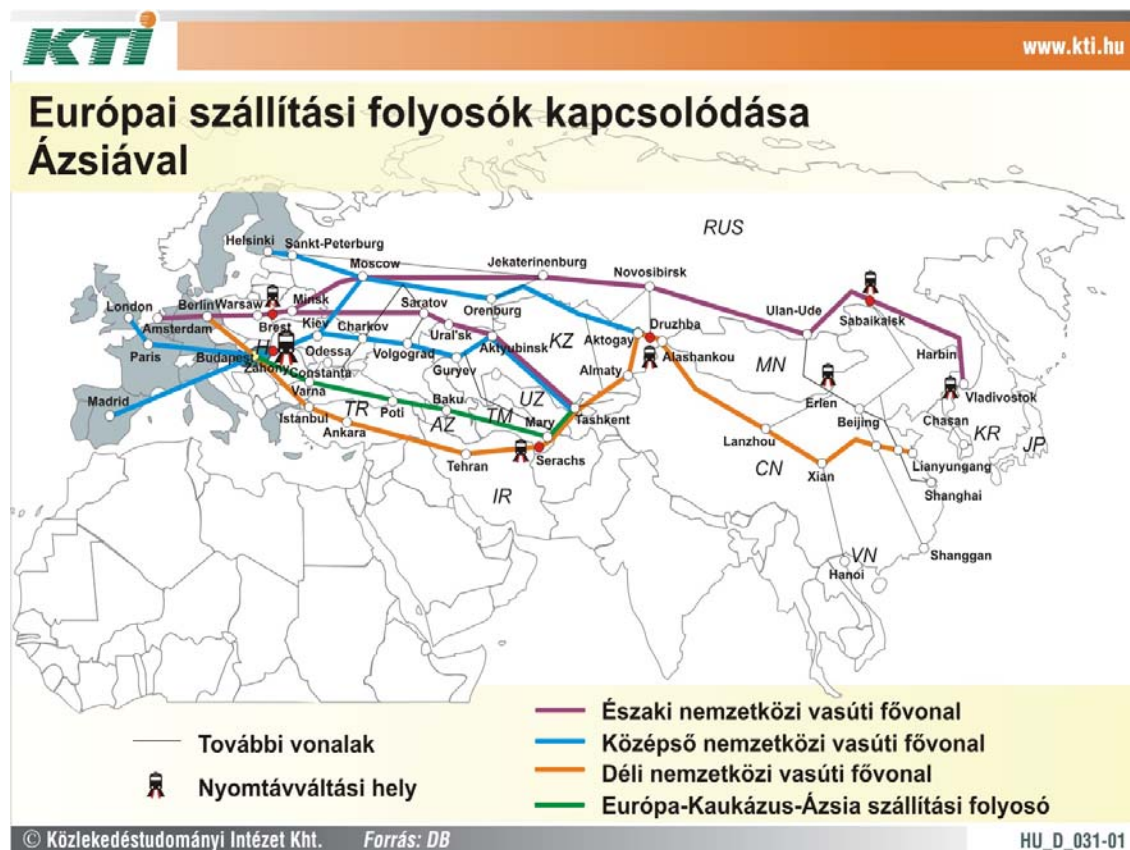 KTI
www.kti.hu
Európai szállítási folyosók kapcsolódása
Ázsiával
RUS
Helsinki
Sankt-Peterburg
Moscow
Jekaterinenburg
Novosibirsk
London
Berlin
Warsaw
Minsk
Saratov
Orenburg
Ulan-Ude
Sabaikalsk
Amsterdam
Brest
Kiev
Charkov
Ural'sk
Druzhba
Paris
H
Odessa
Volgograd
Aktyubinsk
KZ
Aktogay
Alashankou
MN
Harbin
Budapest
Záhony
Constanta
Guryev
Almaty
Erlen
Vladivostok
Madrid
Varna
Baku
UZ
Beijing
Chasan
Istanbul
TR
Poti
AZ
TM
Mary
Tashkent
KR
JP
Ankara
Lanzhou
Tehran
Serachs
CN
Xian
Lianyungang
IR
Shanghai
VN
Hanoi
Shanggan
További vonalak
Nyomtávváltási hely
Északi nemzetközi vasúti fővonal
Középső nemzetközi vasúti fővonal
Déli nemzetközi vasúti fővonal
Európa-Kaukázus-Ázsia szállítási folyosó
© Közlekedéstudományi Intézet Kht. Forrás: DB
HU_D_031-01